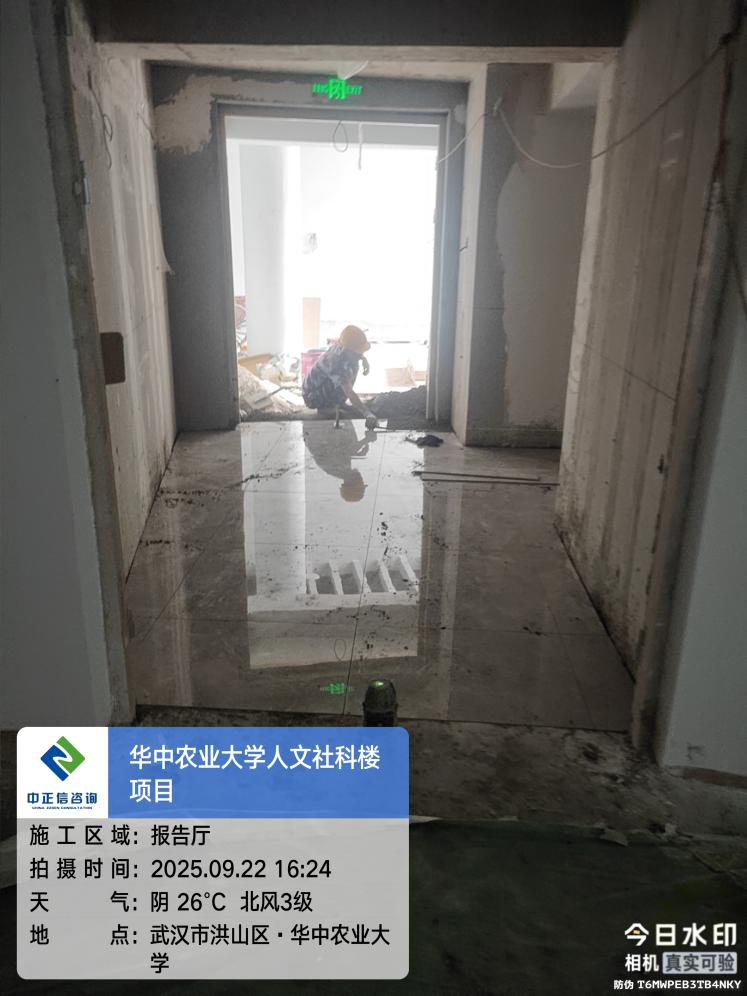 中正信咨询
华中农业大学人文社科楼
项目
施工区域：报告厅
拍摄时间：2025.09.22 16:24
天气：阴 26℃ 北风3级
地点：武汉市洪山区·华中农业大
学
今日水印
相机 真实可验
防伪 T6MWPEB3TB4NKY